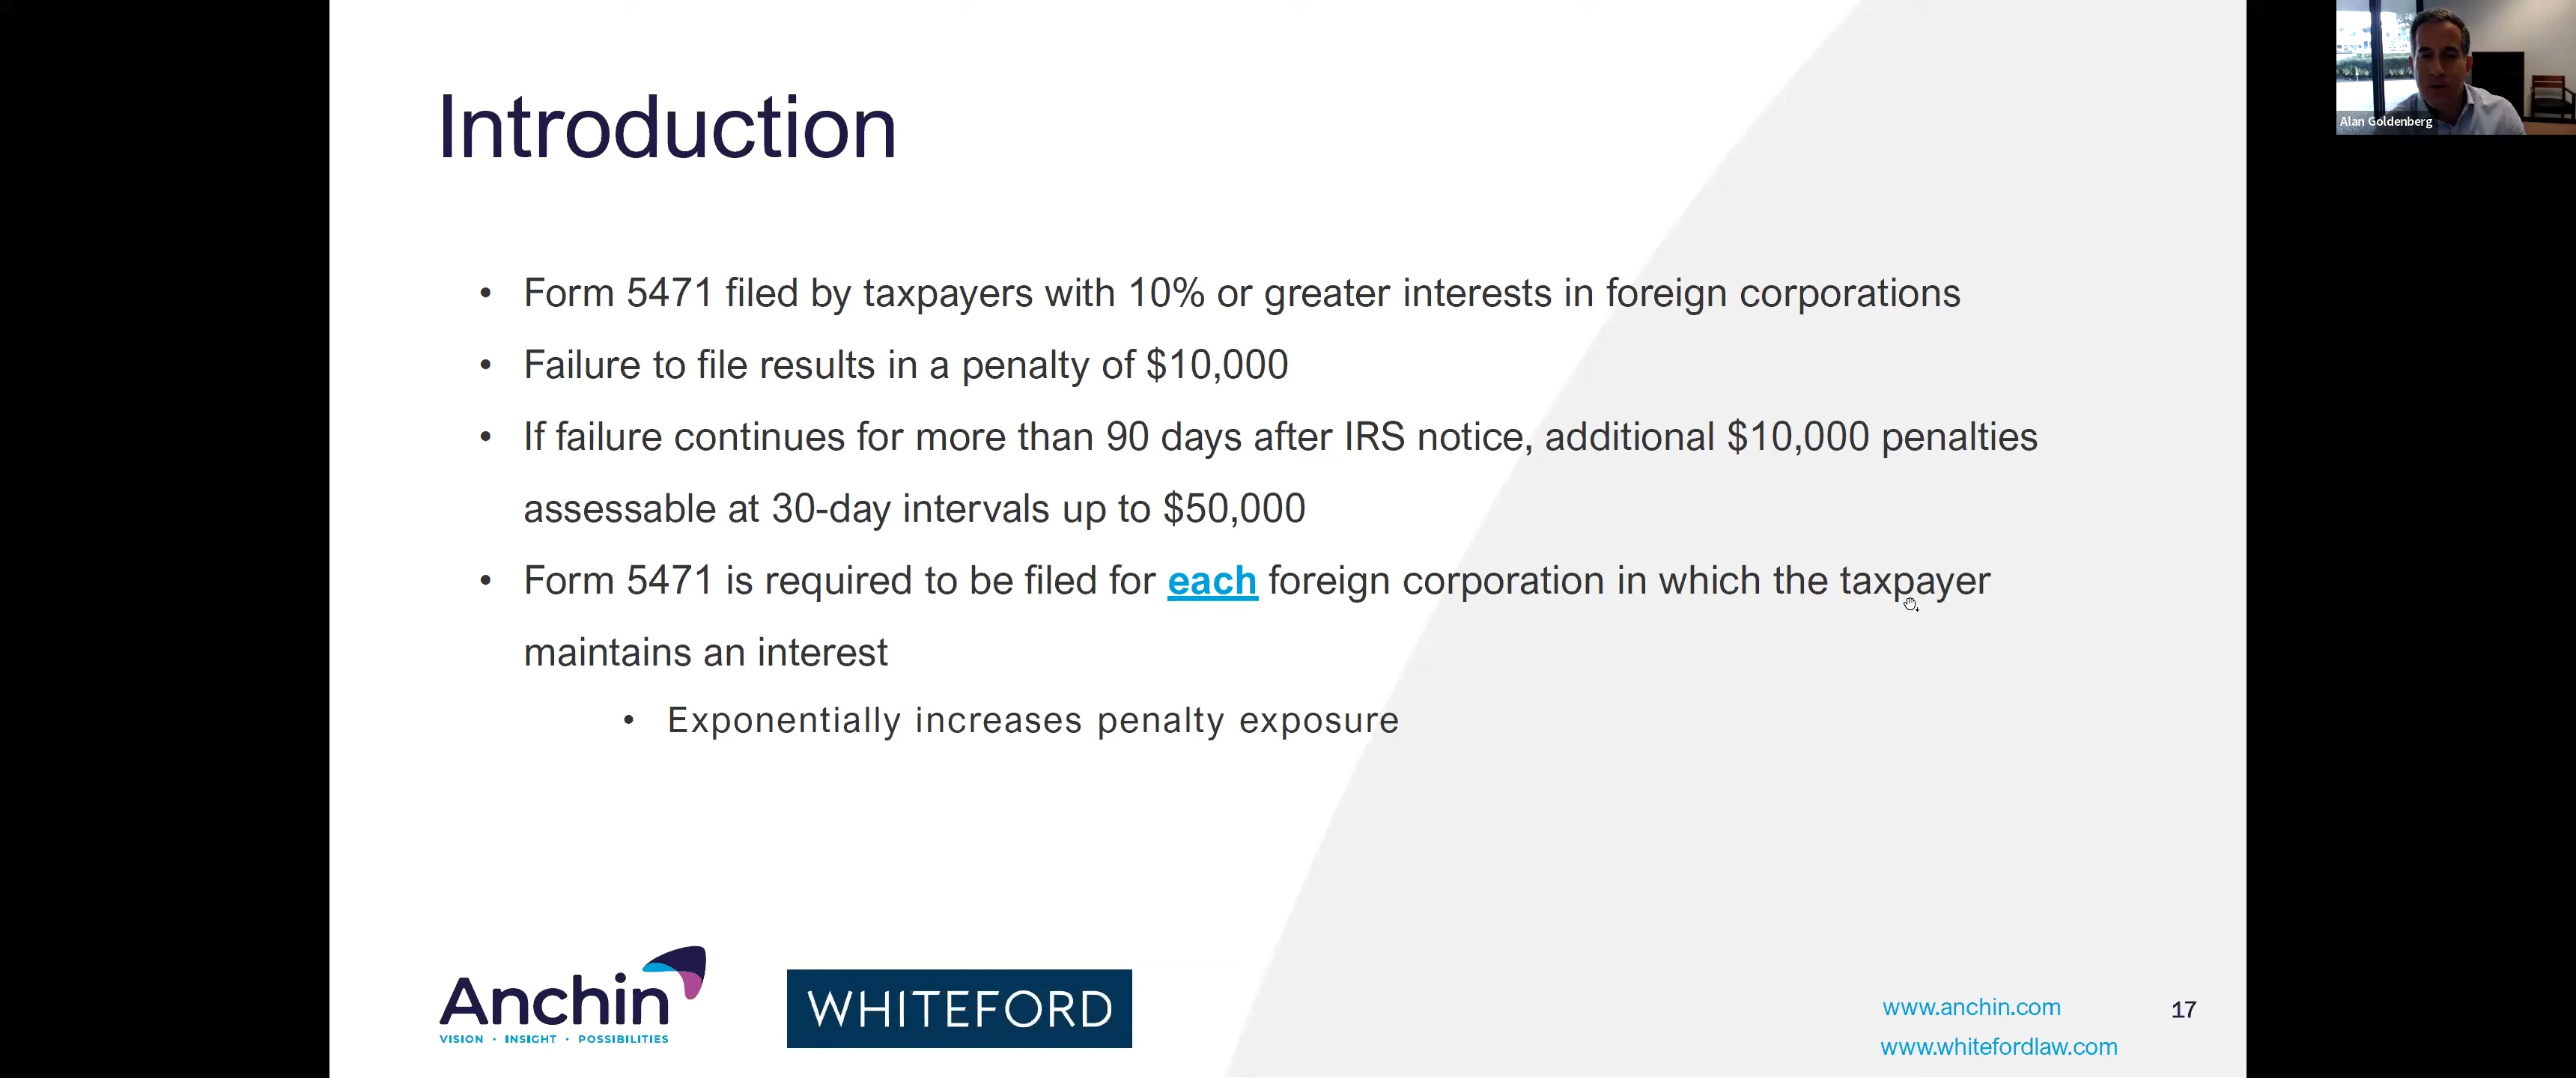 Alan Goldenberg
Introduction
• Form 5471 filed by taxpayers with 10% or greater interests in foreign corporations
• Failure to file results in a penalty of $10,000
• If failure continues for more than 90 days after IRS notice, additional $10,000 penalties
assessable at 30-day intervals up to $50,000
• Form 5471 is required to be filed for each foreign corporation in which the taxpayer
maintains an interest
• Exponentially increases penalty exposure
Anchin
VISION · INSIGHT · POSSIBILITIES
WHITEFORD
www.anchin.com
17
www.whitefordlaw.com